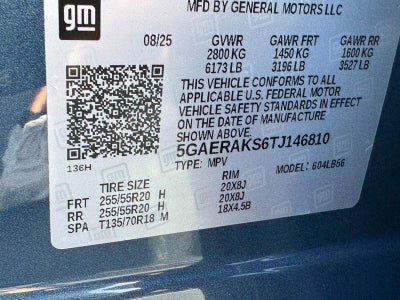 gm
MFD BY GENERAL MOTORS LLC
08/25 GVWR GAWR FRT GAWR RR
2800 KG 1450 KG 1600 KG
6173 LB 3196 LB 3527 LB
THIS VEHICLE CONFORMS TO ALL
APPLICABLE U.S. FEDERAL MOTOR
VEHICLE SAFETY STANDARDS IN EFFECT
ON THE DATE OF MANUFACTURE
SHOWN ABOVE.
5GAERAKS6TJ146810
136H TYPE: MPV MODEL: 604LB56
TIRE SIZE RIM
FRT 255/55R20 H 20X8J
RR 255/55R20 H 20X8J
SPA T135/70R18 M 18X4.5B